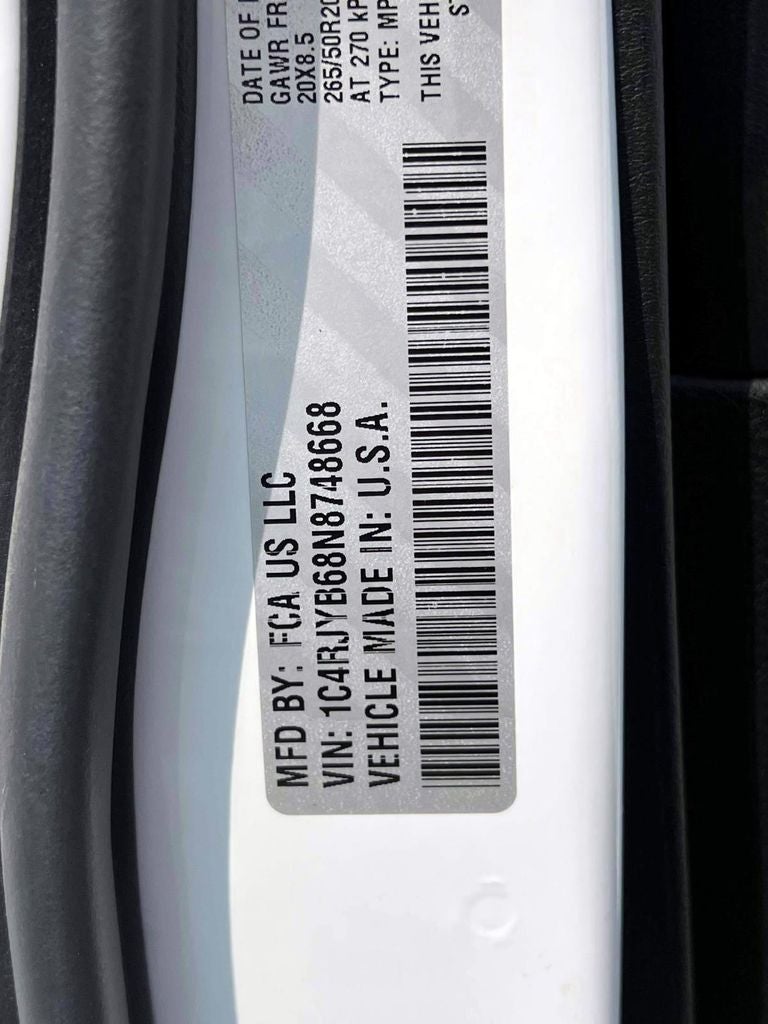 MFD BY: FCA US LLC
VIN: 1C4RJYB68N8748668
VEHICLE MADE IN: U.S.A.
DATE OF
GAWR FR
20X8.5
265/50R20
AT 270 kP
TYPE: MP
THIS VEH